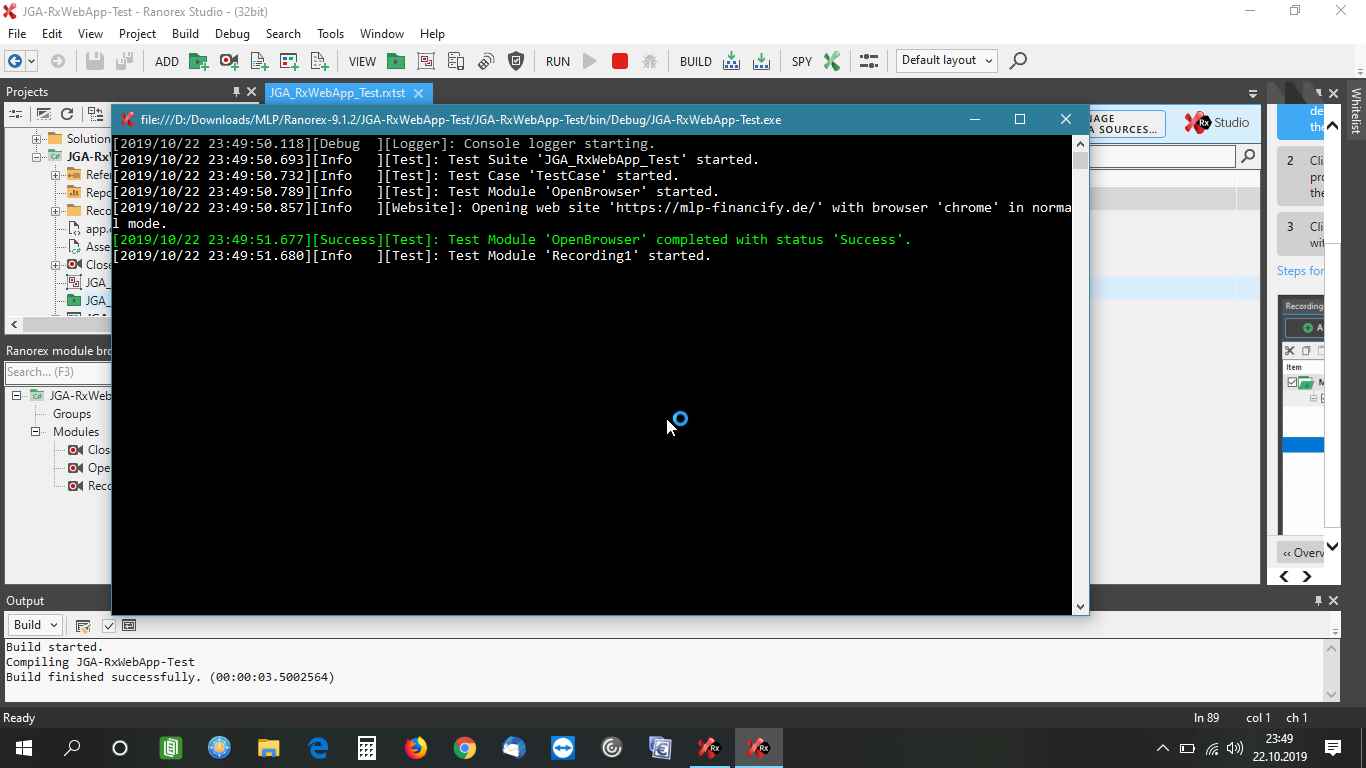 JGA-RxWebApp-Test - Ranorex Studio - (32bit)
File Edit View Project Build Debug Search Tools Window Help
ADD VIEW RUN BUILD SPY Default layout
Projects
JGA_RxWebApp_Test.rxtst
Whitelist
file:///D:/Downloads/MLP/Ranorex-9.1.2/JGA-RxWebApp-Test/JGA-RxWebApp-Test/bin/Debug/JGA-RxWebApp-Test.exe
[2019/10/22 23:49:50.118][Debug  ][Logger]: Console logger starting.
[2019/10/22 23:49:50.693][Info   ][Test]: Test Suite 'JGA_RxWebApp_Test' started.
[2019/10/22 23:49:50.732][Info   ][Test]: Test Case 'TestCase' started.
[2019/10/22 23:49:50.789][Info   ][Test]: Test Module 'OpenBrowser' started.
[2019/10/22 23:49:50.857][Info   ][Website]: Opening web site 'https://mlp-financify.de/' with browser 'chrome' in norma
l mode.
[2019/10/22 23:49:51.677][Success][Test]: Test Module 'OpenBrowser' completed with status 'Success'.
[2019/10/22 23:49:51.680][Info   ][Test]: Test Module 'Recording1' started.
Solution
JGA-Rx
Refer
Repo
Reco
app.c
Asse
Close
JGA_
JGA_
NAGE
A SOURCES...
Rx Studio
de
the
2 Cli
pro
the
3 Cli
wit
Steps for
Recording
A
Item
M
‹‹ Overv
Ranorex module bro
Search... (F3)
JGA-RxWeb
Groups
Modules
Clos
Ope
Reco
Output
Build
Build started.
Compiling JGA-RxWebApp-Test
Build finished successfully. (00:00:03.5002564)
Ready
ln 89 col 1 ch 1
Rx
Rx
23:49
22.10.2019